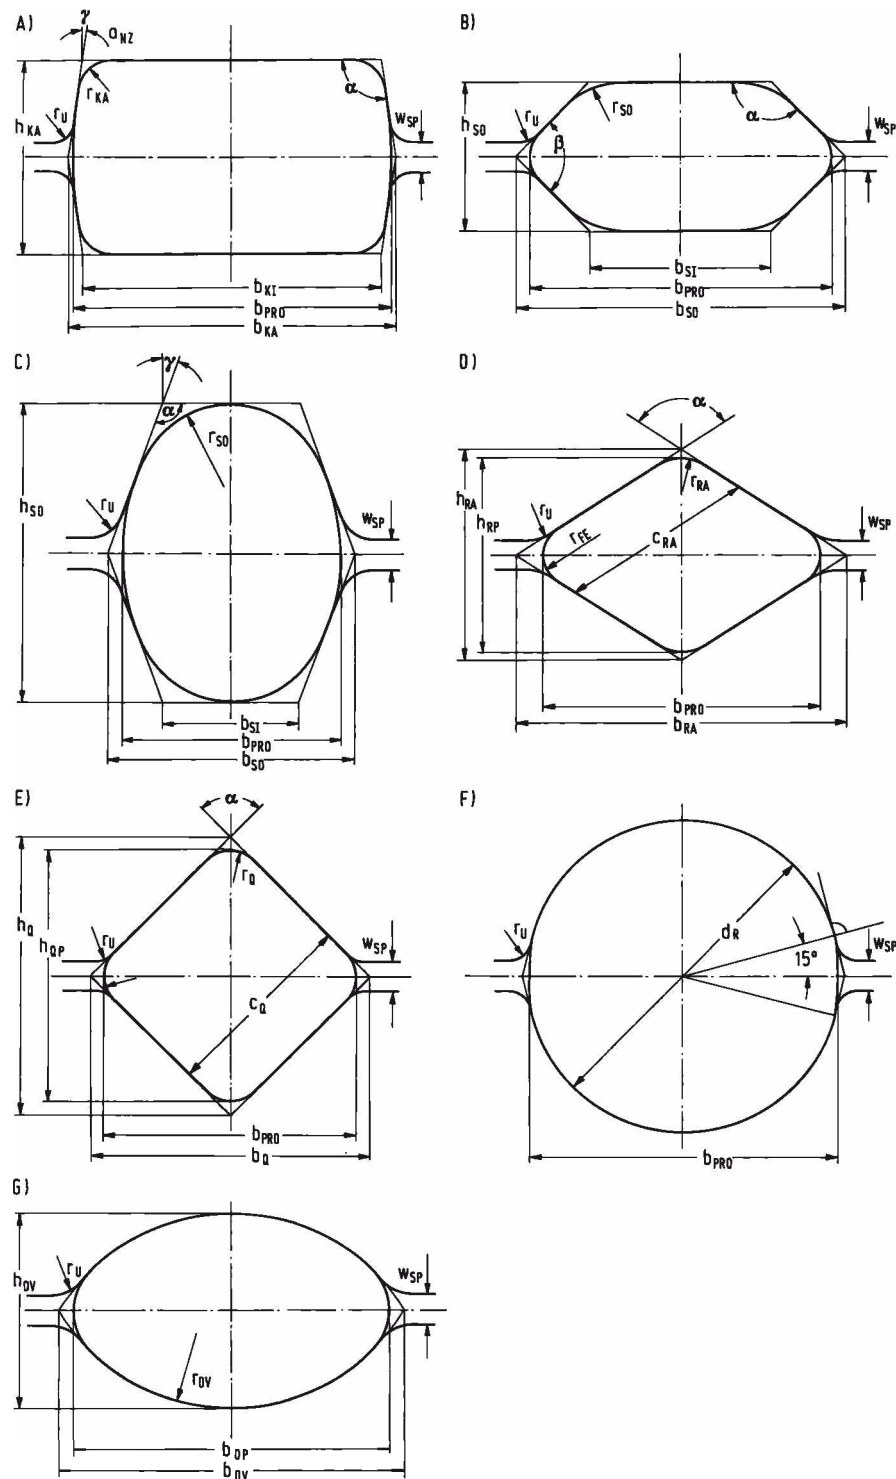 A)
γ
α_NZ
r_KA
α
r_U
h_KA
w_SP
b_KI
b_PRO
b_KA
B)
r_U
r_SO
α
h_SO
β
w_SP
b_SI
b_PRO
b_SO
C)
γ
α
r_SO
h_SO
r_U
w_SP
b_SI
b_PRO
b_SO
D)
α
h_RA
h_RP
r_RA
r_U
r_FE
c_RA
w_SP
b_PRO
b_RA
E)
α
r_Q
h_Q
h_QP
r_U
w_SP
c_Q
b_PRO
b_Q
F)
d_R
r_U
w_SP
15°
b_PRO
G)
r_U
w_SP
h_OV
r_OV
b_OP
b_OV